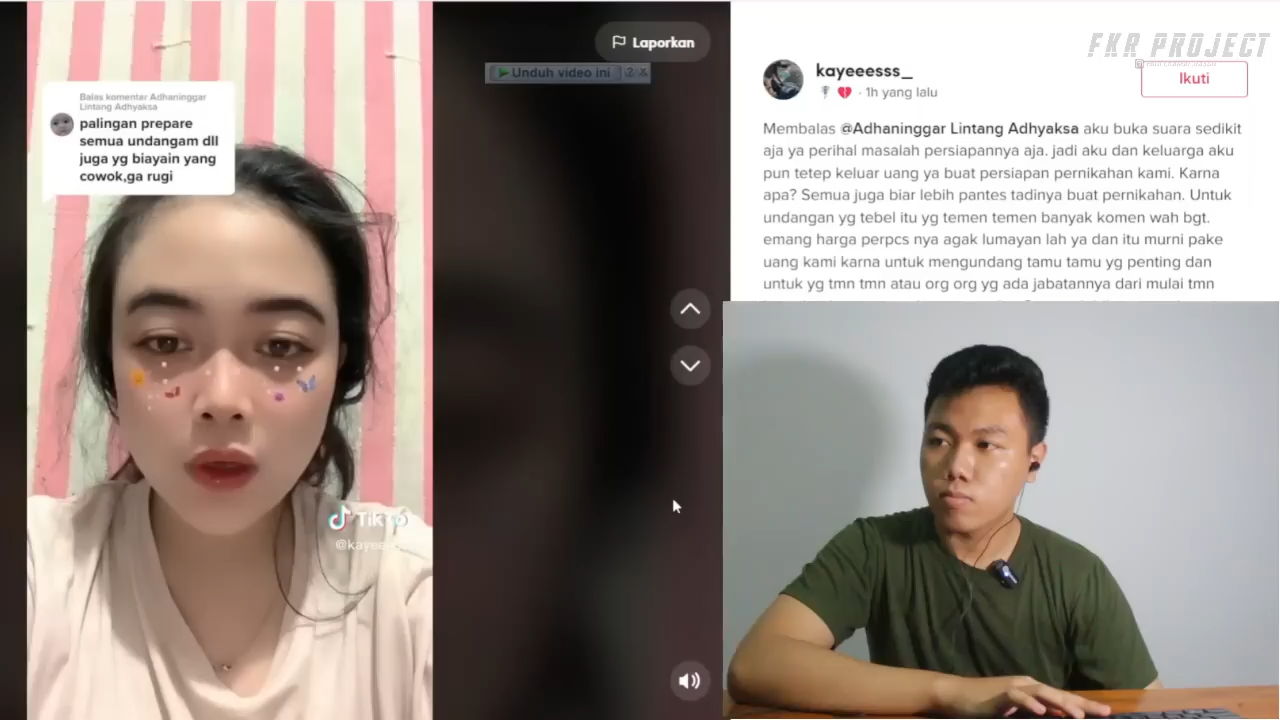 Laporkan
Unduh video ini
? X
Balas komentar Adhaninggar
Lintang Adhyaksa
palingan prepare
semua undangam dll
juga yg biayain yang
cowok,ga rugi
TikTo
@kayee
FKR PROJECT
kayeeesss_
· 1h yang lalu
Ikuti
Membalas @Adhaninggar Lintang Adhyaksa aku buka suara sedikit
aja ya perihal masalah persiapannya aja. jadi aku dan keluarga aku
pun tetep keluar uang ya buat persiapan pernikahan kami. Karna
apa? Semua juga biar lebih pantes tadinya buat pernikahan. Untuk
undangan yg tebel itu yg temen temen banyak komen wah bgt.
emang harga perpcs nya agak lumayan lah ya dan itu murni pake
uang kami karna untuk mengundang tamu tamu yg penting dan
untuk yg tmn tmn atau org org yg ada jabatannya dari mulai tmn